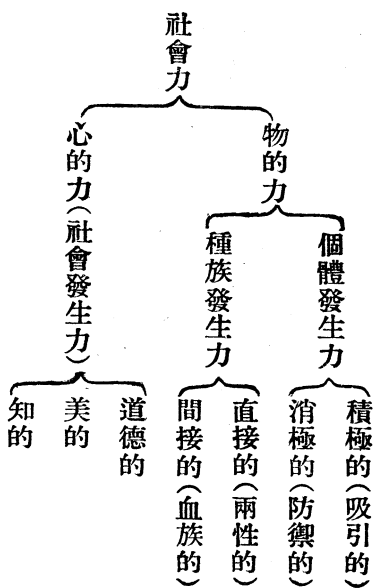 社會力
物的力
個體發生力
積極的(吸引的)
消極的(防禦的)
種族發生力
直接的(兩性的)
間接的(血族的)
心的力(社會發生力)
道德的
美的
知的